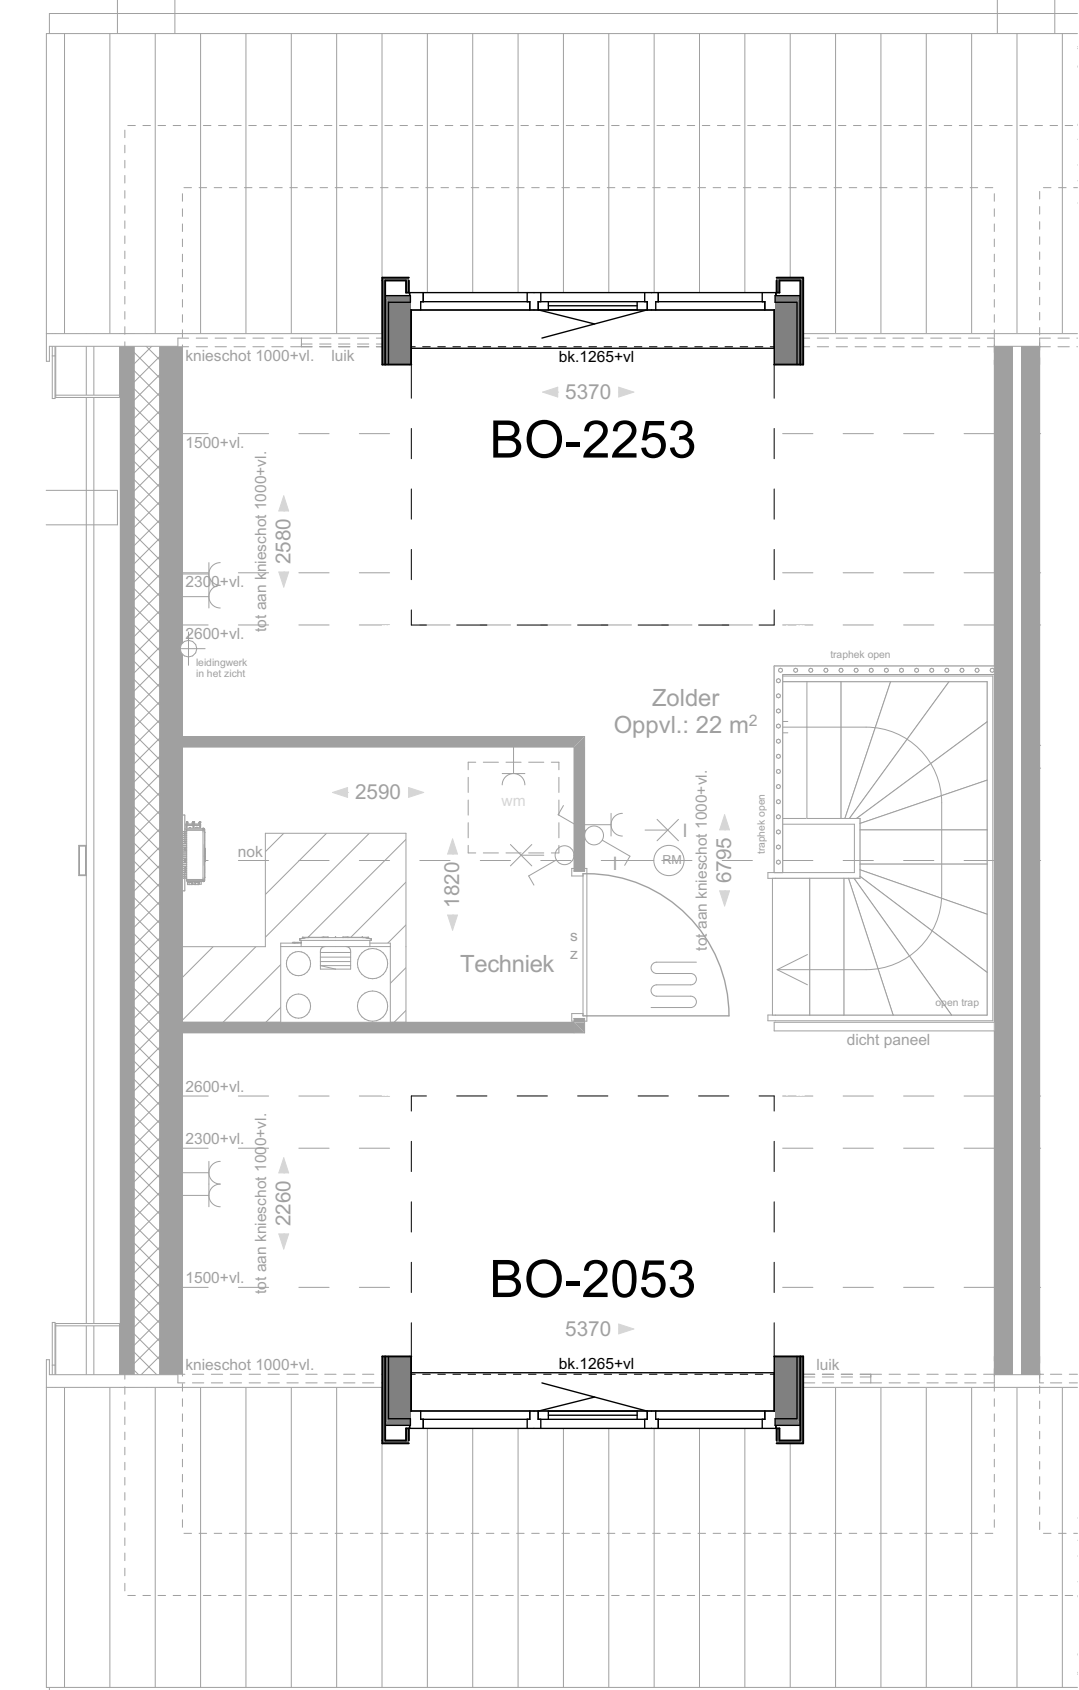 knieschot 1000+vl. luik
bk.1265+vl
5370
BO-2253
1500+vl.
tot aan knieschot 1000+vl.
2580
2300+vl.
2600+vl.
leidingwerk
in het zicht
traphek open
Zolder
Oppvl.: 22 m²
2590
wm
traphek open
tot aan knieschot 1000+vl.
6795
nok
RM
1820
s
z
Techniek
open trap
dicht paneel
2600+vl.
2300+vl.
tot aan knieschot 1000+vl.
2260
1500+vl.
BO-2053
5370
knieschot 1000+vl.
bk.1265+vl
luik